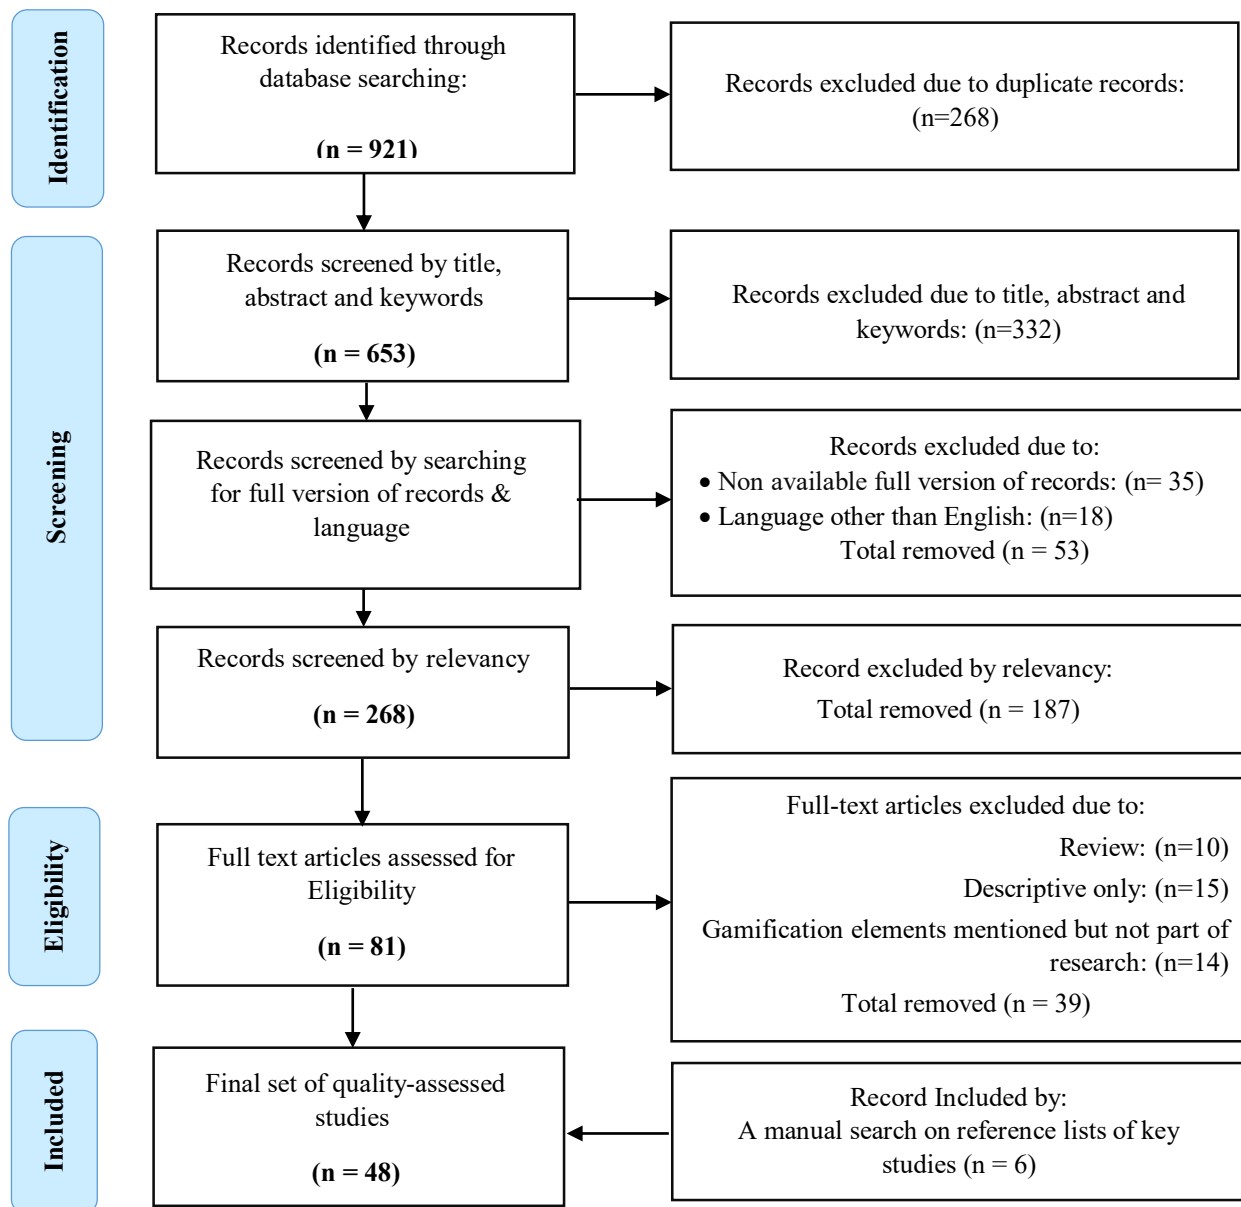 Identification
Records identified through
database searching:
(n = 921)
Records excluded due to duplicate records:
(n=268)
Screening
Records screened by title,
abstract and keywords
(n = 653)
Records excluded due to title, abstract and
keywords: (n=332)
Records screened by searching
for full version of records &
language
Records excluded due to:
• Non available full version of records: (n= 35)
• Language other than English: (n=18)
Total removed (n = 53)
Records screened by relevancy
(n = 268)
Record excluded by relevancy:
Total removed (n = 187)
Eligibility
Full text articles assessed for
Eligibility
(n = 81)
Full-text articles excluded due to:
Review: (n=10)
Descriptive only: (n=15)
Gamification elements mentioned but not part of
research: (n=14)
Total removed (n = 39)
Included
Final set of quality-assessed
studies
(n = 48)
Record Included by:
A manual search on reference lists of key
studies (n = 6)